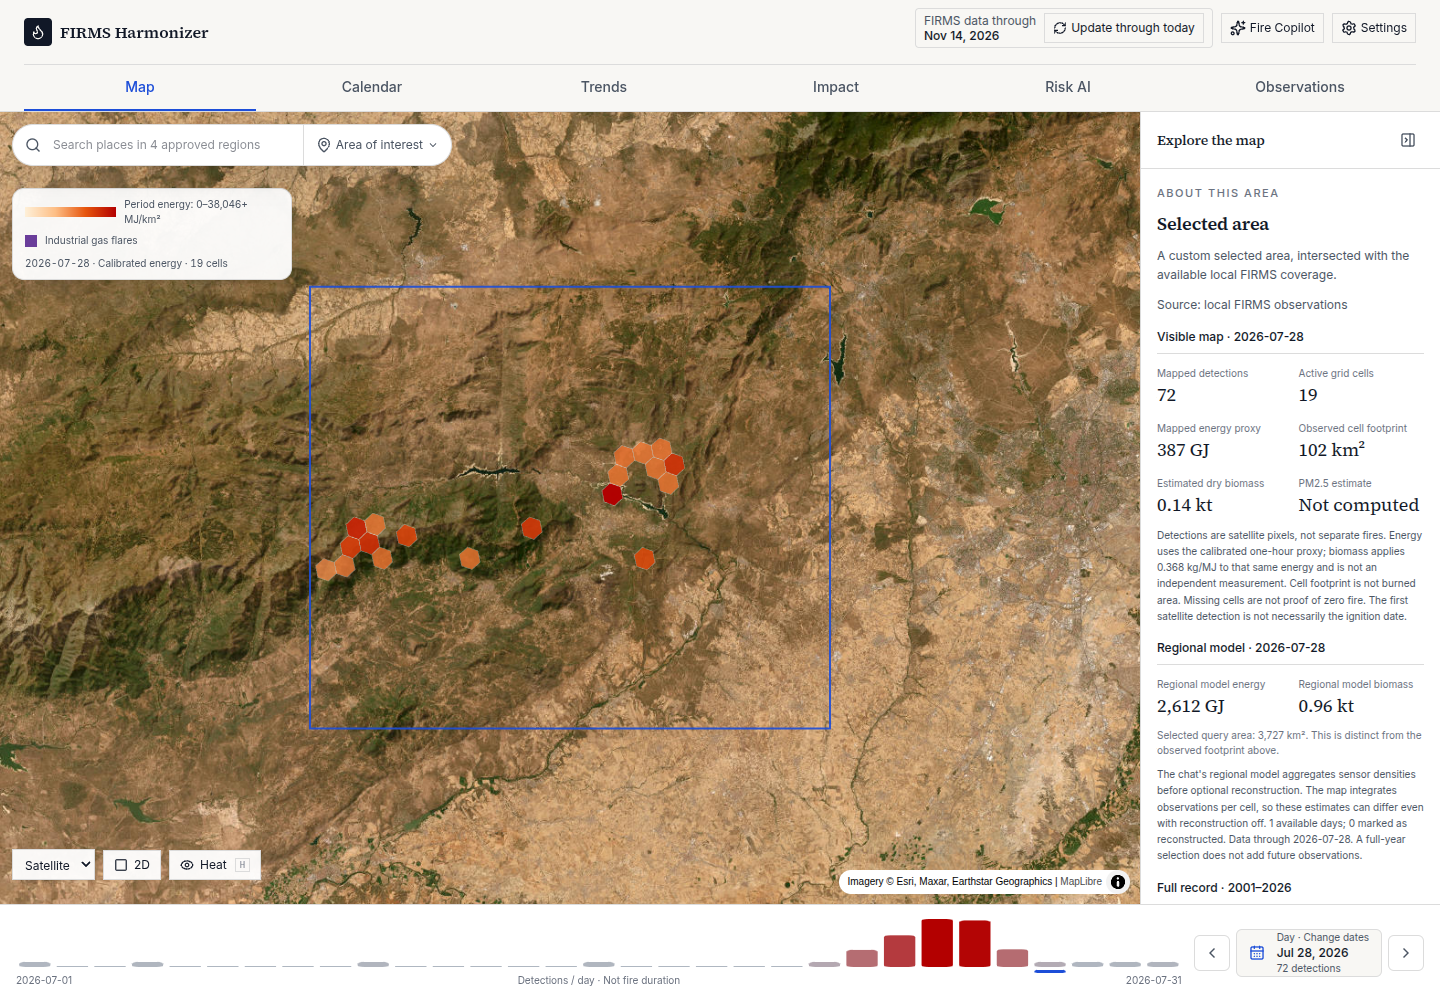 FIRMS Harmonizer
FIRMS data through
Nov 14, 2026
Update through today
Fire Copilot
Settings
Map
Calendar
Trends
Impact
Risk AI
Observations
Search places in 4 approved regions
Area of interest
Period energy: 0–38,046+
MJ/km²
Industrial gas flares
2026-07-28 · Calibrated energy · 19 cells
Satellite
2D
Heat
H
Imagery © Esri, Maxar, Earthstar Geographics | MapLibre
Explore the map
ABOUT THIS AREA
Selected area
A custom selected area, intersected with the
available local FIRMS coverage.
Source: local FIRMS observations
Visible map · 2026-07-28
Mapped detections
72
Active grid cells
19
Mapped energy proxy
387 GJ
Observed cell footprint
102 km²
Estimated dry biomass
0.14 kt
PM2.5 estimate
Not computed
Detections are satellite pixels, not separate fires. Energy
uses the calibrated one-hour proxy; biomass applies
0.368 kg/MJ to that same energy and is not an
independent measurement. Cell footprint is not burned
area. Missing cells are not proof of zero fire. The first
satellite detection is not necessarily the ignition date.
Regional model · 2026-07-28
Regional model energy
2,612 GJ
Regional model biomass
0.96 kt
Selected query area: 3,727 km². This is distinct from the
observed footprint above.
The chat's regional model aggregates sensor densities
before optional reconstruction. The map integrates
observations per cell, so these estimates can differ even
with reconstruction off. 1 available days; 0 marked as
reconstructed. Data through 2026-07-28. A full-year
selection does not add future observations.
Full record · 2001–2026
2026-07-01
Detections / day · Not fire duration
2026-07-31
Day · Change dates
Jul 28, 2026
72 detections